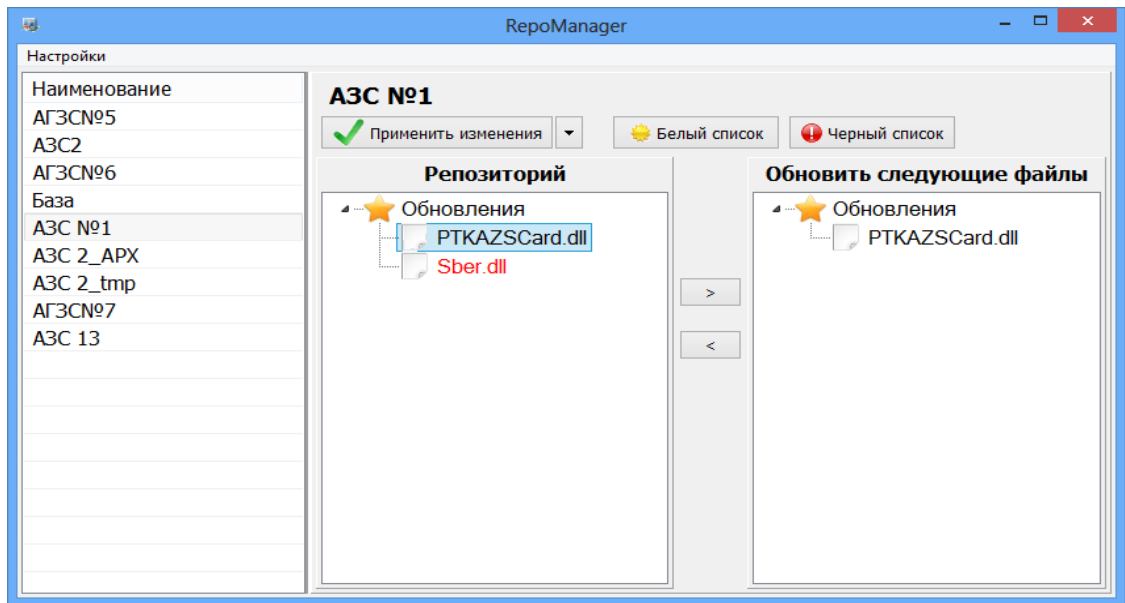 RepoManager
Настройки
Наименование
АГЗС№5
АЗС2
АГЗС№6
База
АЗС №1
АЗС 2_АРХ
АЗС 2_tmp
АГЗС№7
АЗС 13
АЗС №1
Применить изменения
Белый список
Черный список
Репозиторий
Обновления
PTKAZSCard.dll
Sber.dll
>
<
Обновить следующие файлы
Обновления
PTKAZSCard.dll